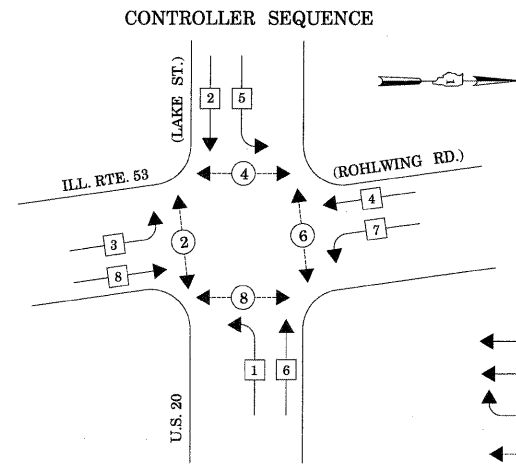 CONTROLLER SEQUENCE
(LAKE ST.)
2
5
4
ILL. RTE. 53
(ROHLWING RD.)
4
7
3
2
6
8
8
1
6
U.S. 20